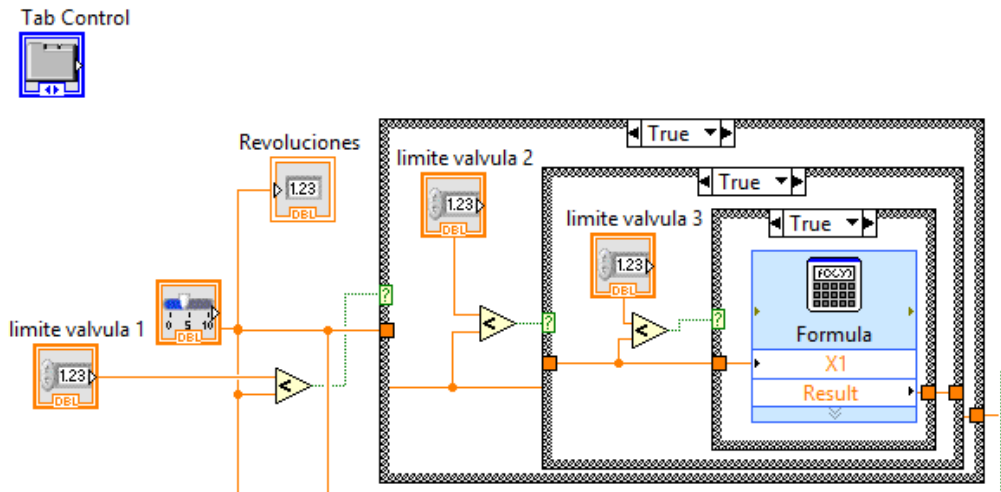 Tab Control
True
Revoluciones
1.23
DBL
limite valvula 2
1.23
DBL
True
limite valvula 3
1.23
DBL
True
f(x,y)
Formula
X1
Result
0 5 10
DBL
limite valvula 1
1.23
DBL
<
<
<
?
?
?